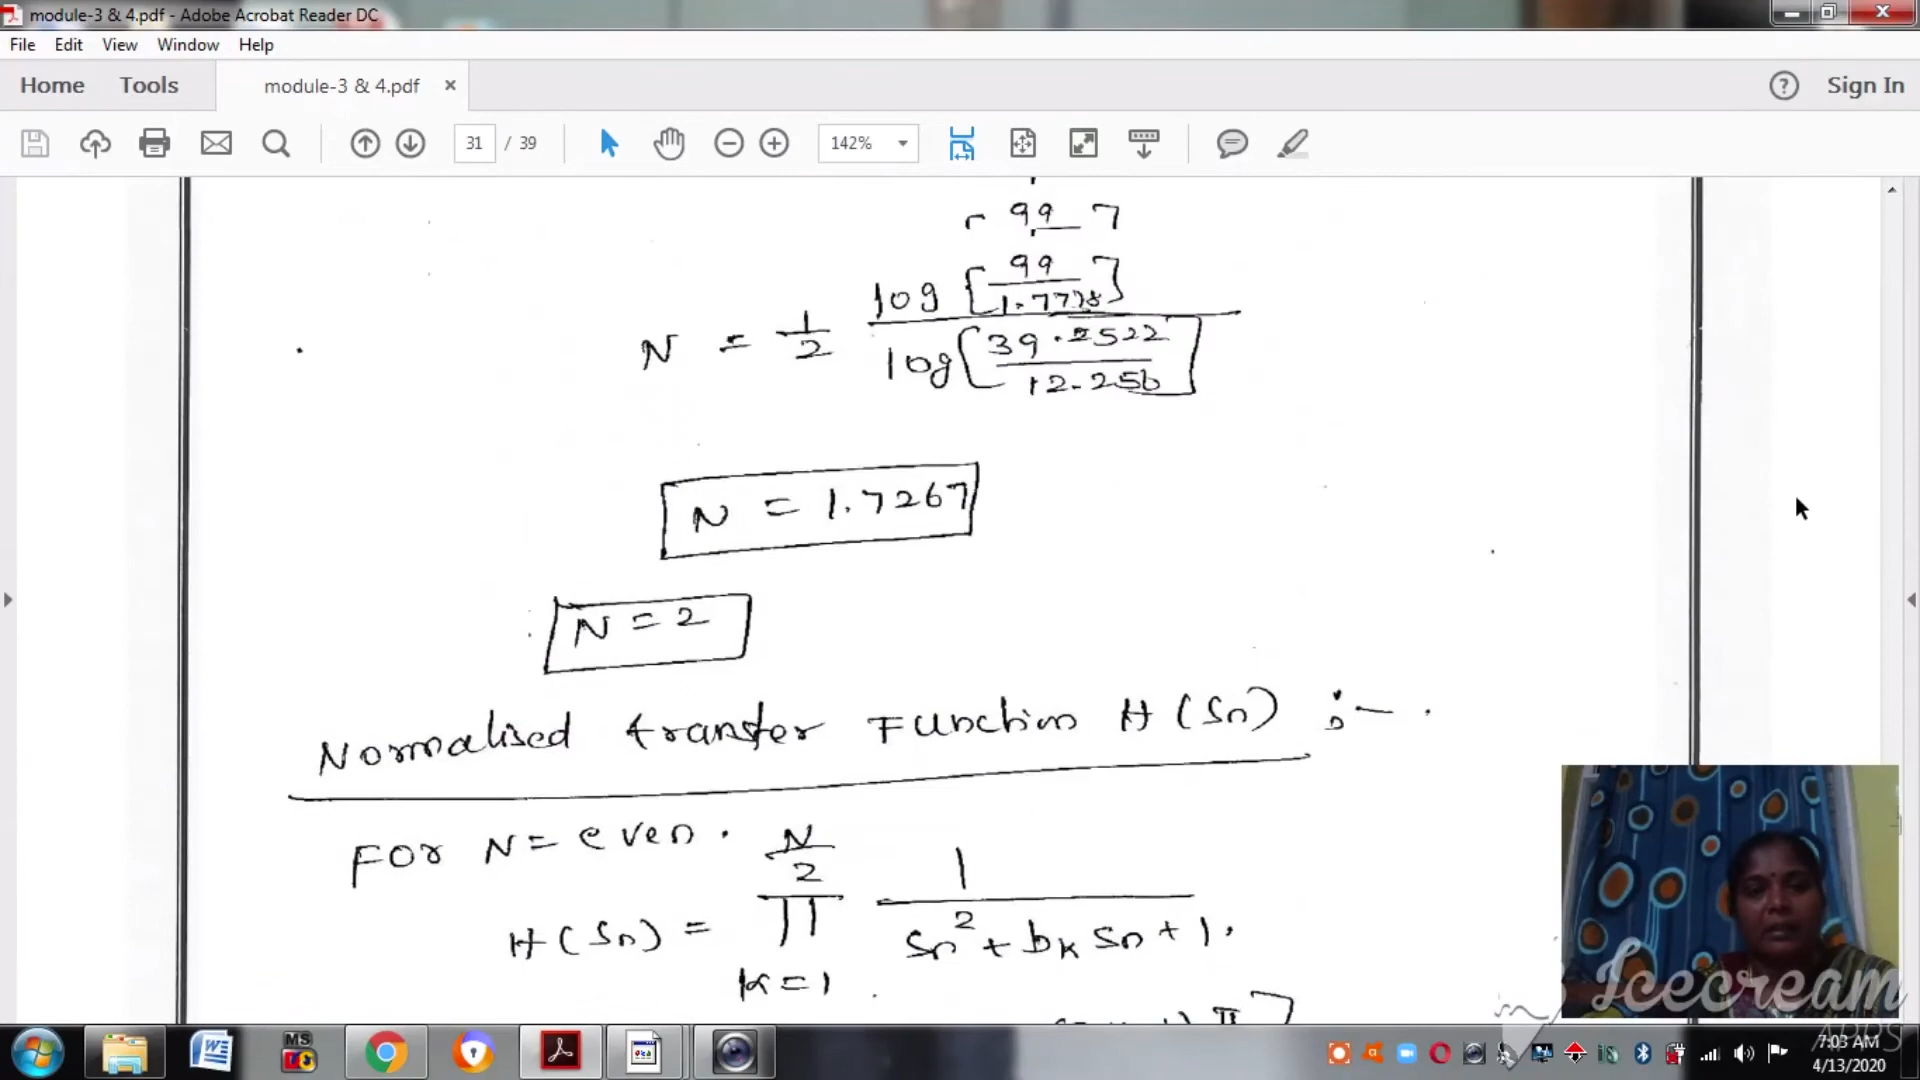 module-3 & 4.pdf - Adobe Acrobat Reader DC
File Edit View Window Help
Home Tools module-3 & 4.pdf × Sign In
31 / 39 142%
99
N = 1/2 log [99/1.7778] / log [39.2522/12.256]
N = 1.7267
N = 2
Normalised transfer Function H(Sn) :-
For N = even.
H(Sn) = N/2 Π k=1 1 / Sn² + bk Sn + 1.
π
Icecream
APPS
MS
7:03 AM
4/13/2020